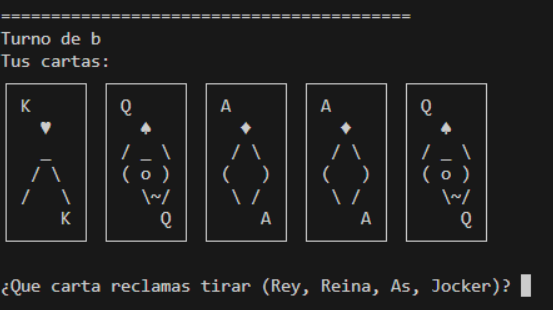 =========================================
Turno de b
Tus cartas:
K Q A A Q
♥ ♠ ♦ ♦ ♠
_ / _ \ / \ / \ / _ \
/ \ ( o ) ( ) ( ) ( o )
/ \ \~/ \ / \ / \~/
K Q A A Q
¿Que carta reclamas tirar (Rey, Reina, As, Jocker)?